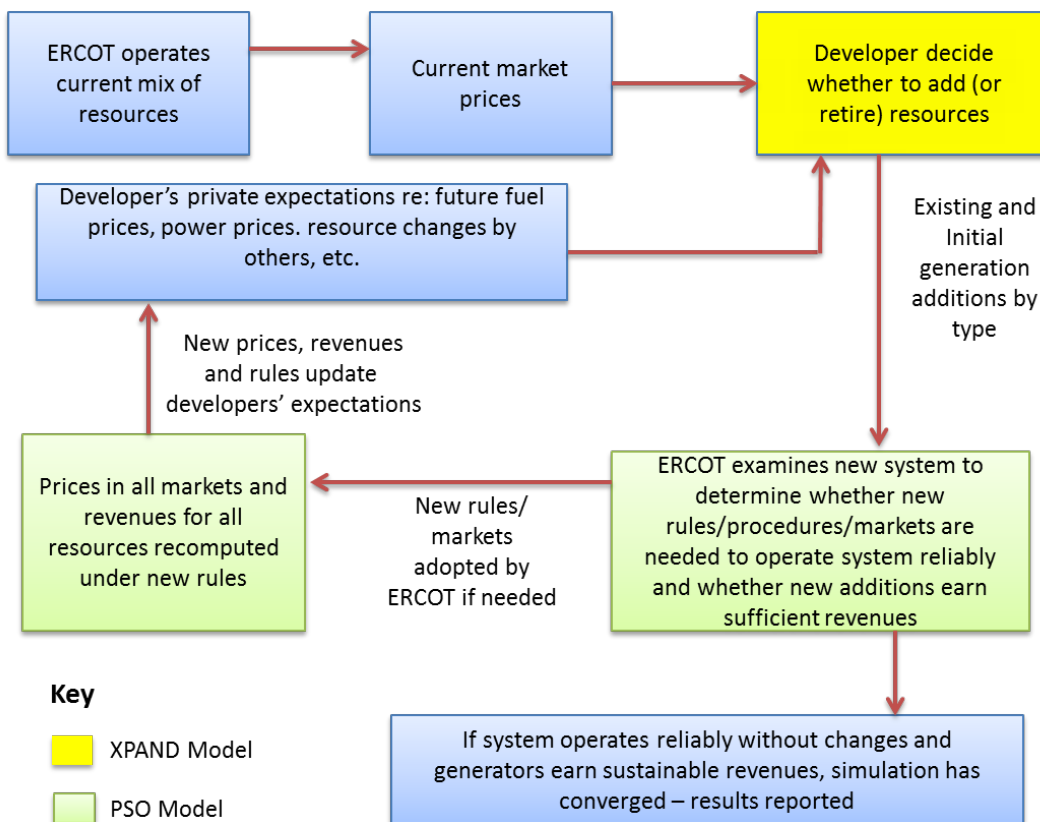 ERCOT operates
current mix of
resources
Current market
prices
Developer decide
whether to add (or
retire) resources
Developer’s private expectations re: future fuel
prices, power prices. resource changes by
others, etc.
Existing and
Initial
generation
additions by
type
New prices, revenues
and rules update
developers’ expectations
Prices in all markets and
revenues for all
resources recomputed
under new rules
New rules/
markets
adopted by
ERCOT if needed
ERCOT examines new system to
determine whether new
rules/procedures/markets are
needed to operate system reliably
and whether new additions earn
sufficient revenues
Key
XPAND Model
PSO Model
If system operates reliably without changes and
generators earn sustainable revenues, simulation has
converged – results reported